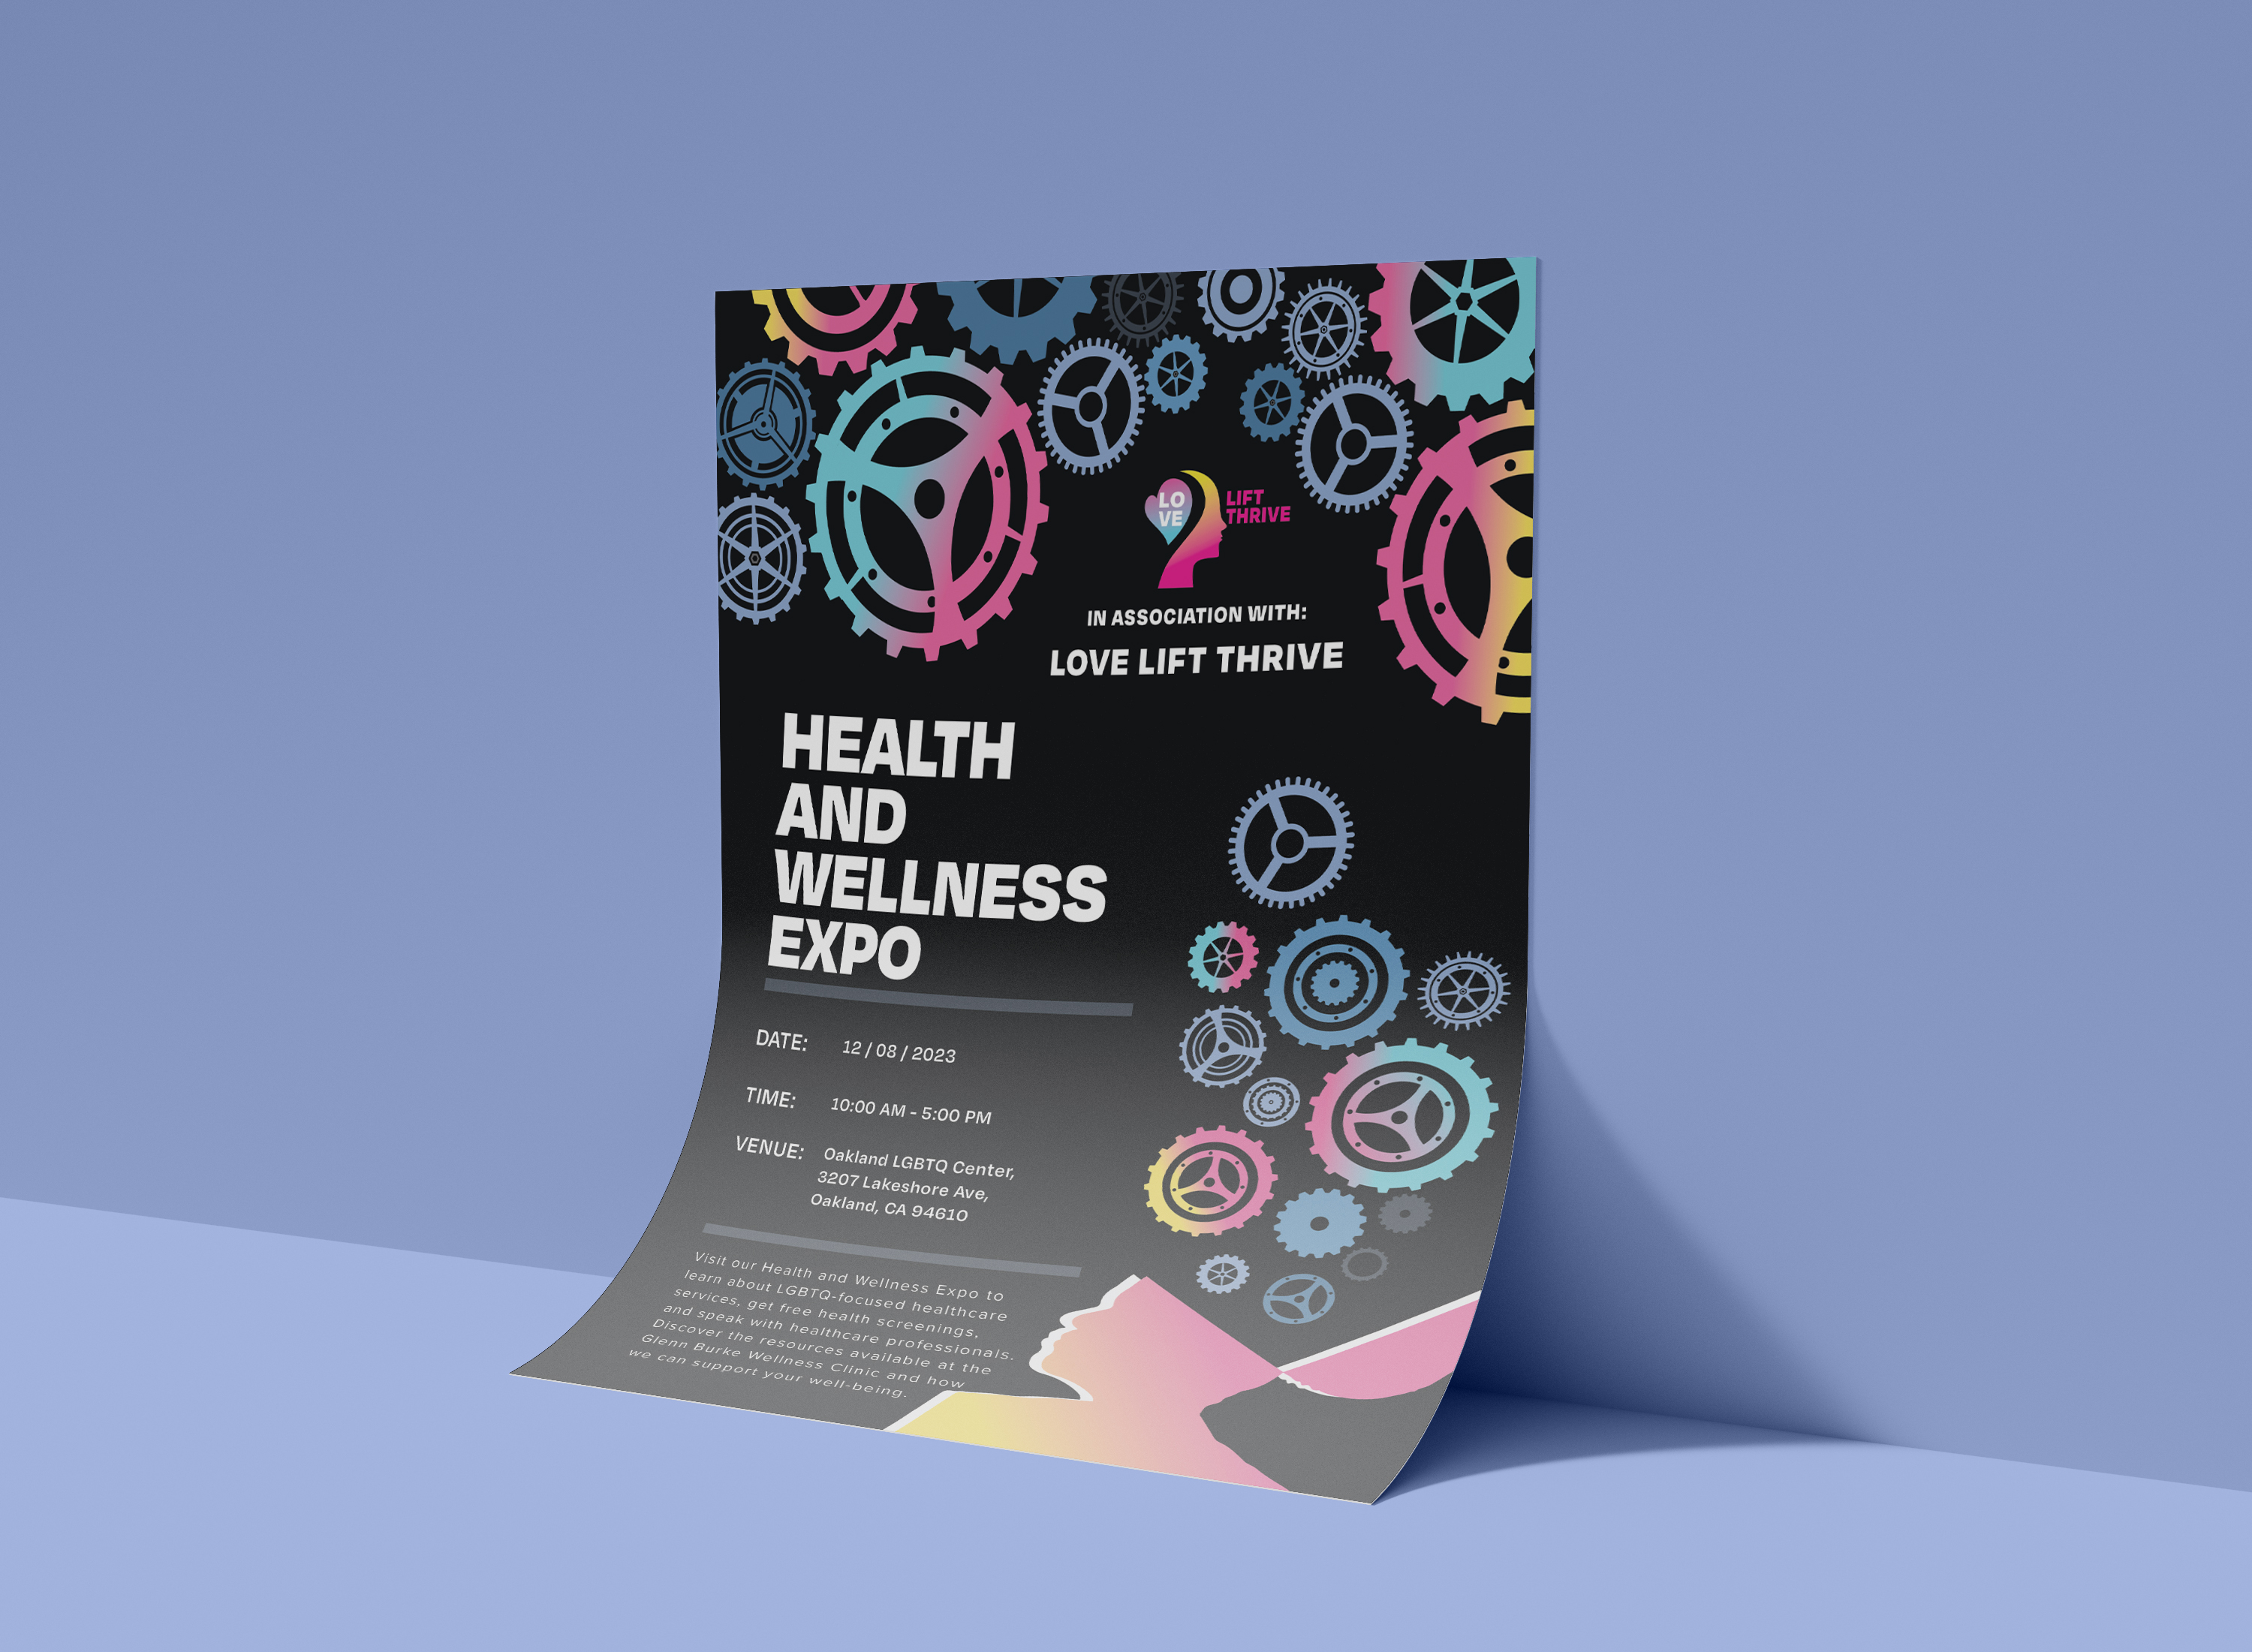 LO
VE
LIFT
THRIVE
IN ASSOCIATION WITH:
LOVE LIFT THRIVE
HEALTH
AND
WELLNESS
EXPO
DATE: 12 / 08 / 2023
TIME: 10:00 AM - 5:00 PM
VENUE: Oakland LGBTQ Center,
3207 Lakeshore Ave,
Oakland, CA 94610
Visit our Health and Wellness Expo to
learn about LGBTQ-focused healthcare
services, get free health screenings,
and speak with healthcare professionals.
Discover the resources available at the
Glenn Burke Wellness Clinic and how
we can support your well-being.